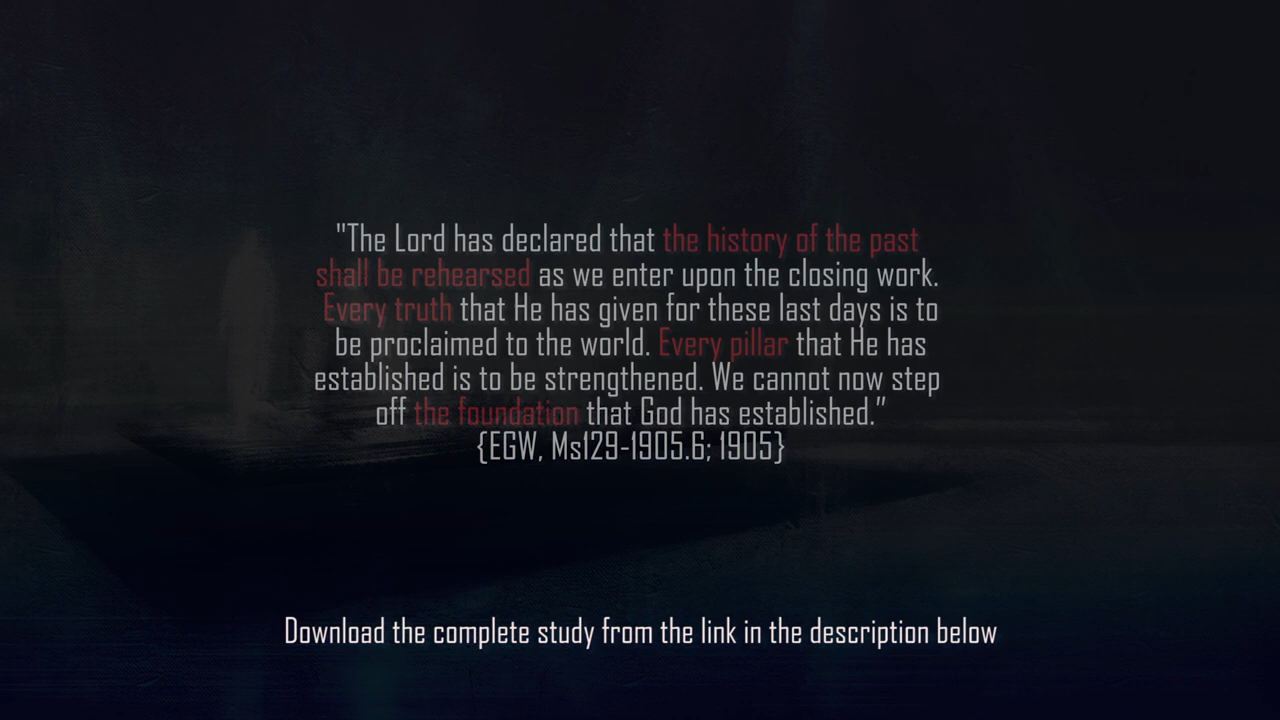 "The Lord has declared that the history of the past
shall be rehearsed as we enter upon the closing work.
Every truth that He has given for these last days is to
be proclaimed to the world. Every pillar that He has
established is to be strengthened. We cannot now step
off the foundation that God has established.”
{EGW, Ms129-1905.6; 1905}
Download the complete study from the link in the description below